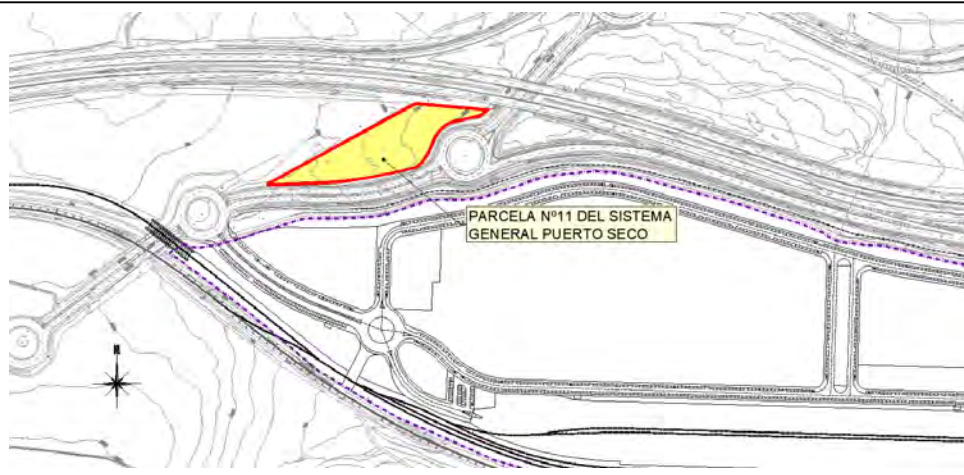 PARCELA Nº11 DEL SISTEMA
GENERAL PUERTO SECO